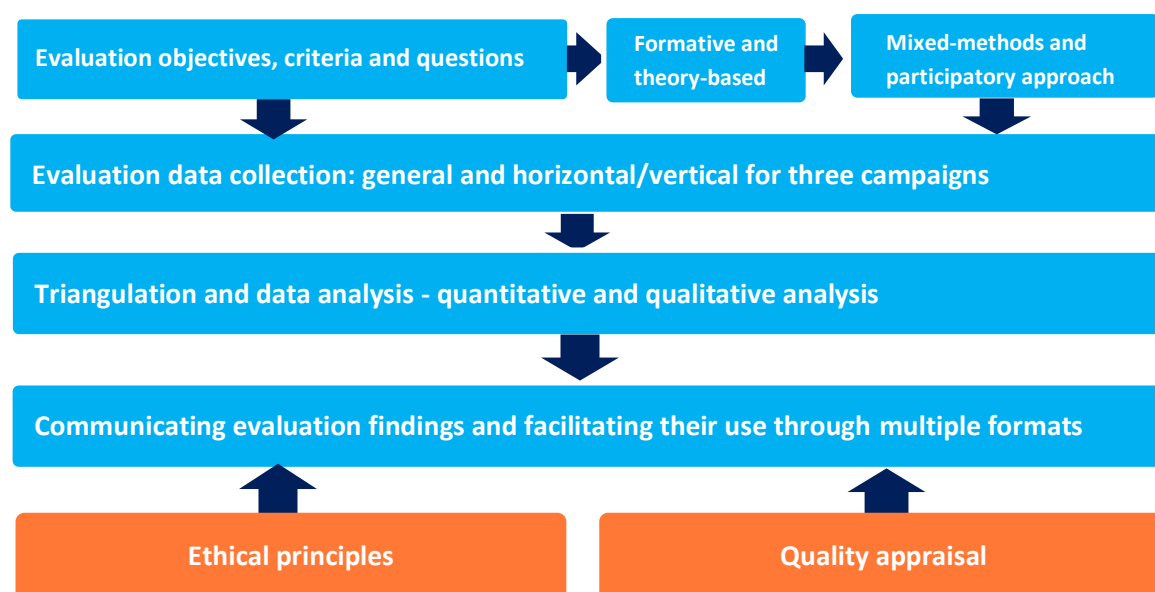 Evaluation objectives, criteria and questions
Formative and
theory-based
Mixed-methods and
participatory approach
Evaluation data collection: general and horizontal/vertical for three campaigns
Triangulation and data analysis - quantitative and qualitative analysis
Communicating evaluation findings and facilitating their use through multiple formats
Ethical principles
Quality appraisal